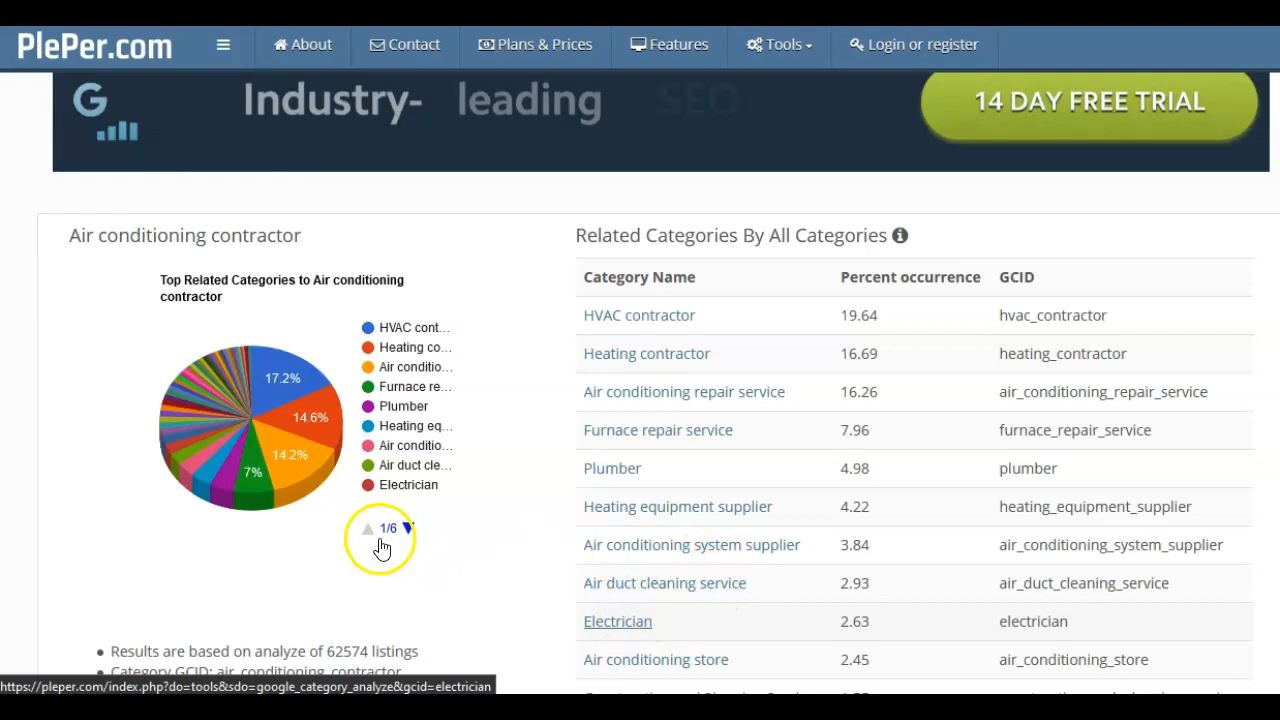 PlePer.com
About
Contact
Plans & Prices
Features
Tools
Login or register
G
Industry- leading SEO
14 DAY FREE TRIAL
Air conditioning contractor
Top Related Categories to Air conditioning
contractor
17.2%
14.6%
14.2%
7%
HVAC cont...
Heating co...
Air conditio...
Furnace re...
Plumber
Heating eq...
Air conditio...
Air duct cle...
Electrician
1/6
Results are based on analyze of 62574 listings
Category GCID: air_conditioning_contractor
Related Categories By All Categories
Category Name Percent occurrence GCID
HVAC contractor 19.64 hvac_contractor
Heating contractor 16.69 heating_contractor
Air conditioning repair service 16.26 air_conditioning_repair_service
Furnace repair service 7.96 furnace_repair_service
Plumber 4.98 plumber
Heating equipment supplier 4.22 heating_equipment_supplier
Air conditioning system supplier 3.84 air_conditioning_system_supplier
Air duct cleaning service 2.93 air_duct_cleaning_service
Electrician 2.63 electrician
Air conditioning store 2.45 air_conditioning_store
https://pleper.com/index.php?do=tools&sdo=google_category_analyze&gcid=electrician